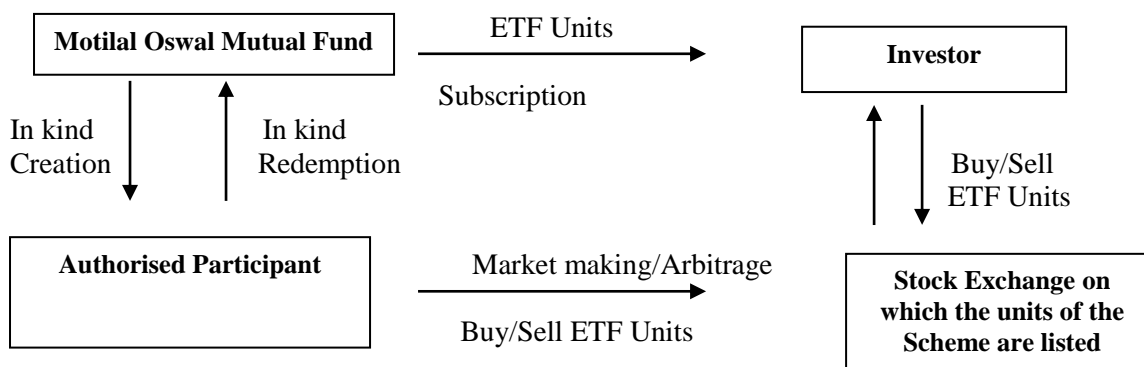 Motilal Oswal Mutual Fund
ETF Units
Subscription
Investor
In kind
Creation
In kind
Redemption
Buy/Sell
ETF Units
Authorised Participant
Market making/Arbitrage
Buy/Sell ETF Units
Stock Exchange on
which the units of the
Scheme are listed